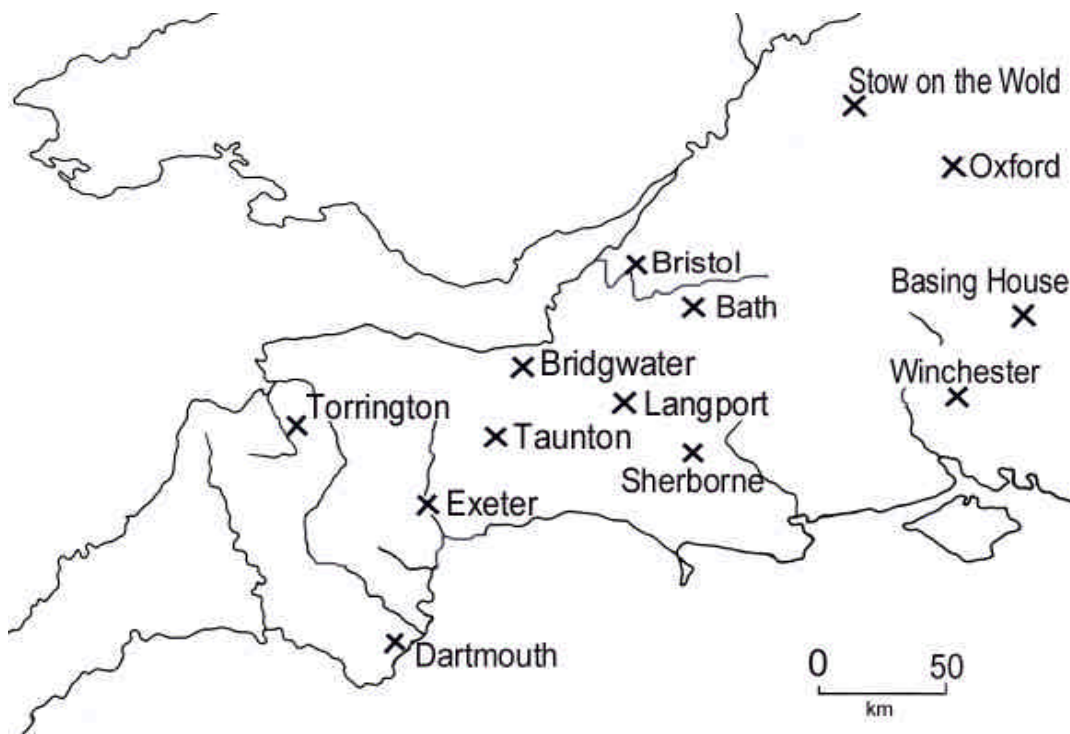 Stow on the Wold
Oxford
Bristol
Basing House
Bath
Bridgwater
Winchester
Langport
Torrington
Taunton
Sherborne
Exeter
Dartmouth
0 50
km